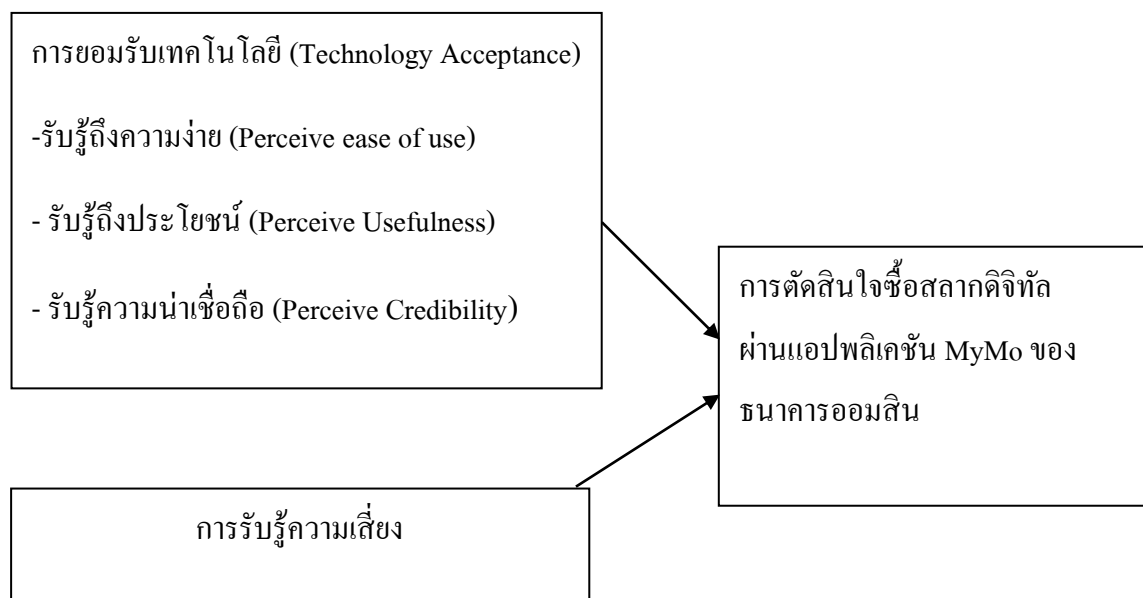 การยอมรับเทคโนโลยี (Technology Acceptance)
-รับรู้ถึงความง่าย (Perceive ease of use)
- รับรู้ถึงประโยชน์ (Perceive Usefulness)
- รับรู้ความน่าเชื่อถือ (Perceive Credibility)
การตัดสินใจซื้อสลากดิจิทัล
ผ่านแอปพลิเคชัน MyMo ของ
ธนาคารออมสิน
การรับรู้ความเสี่ยง